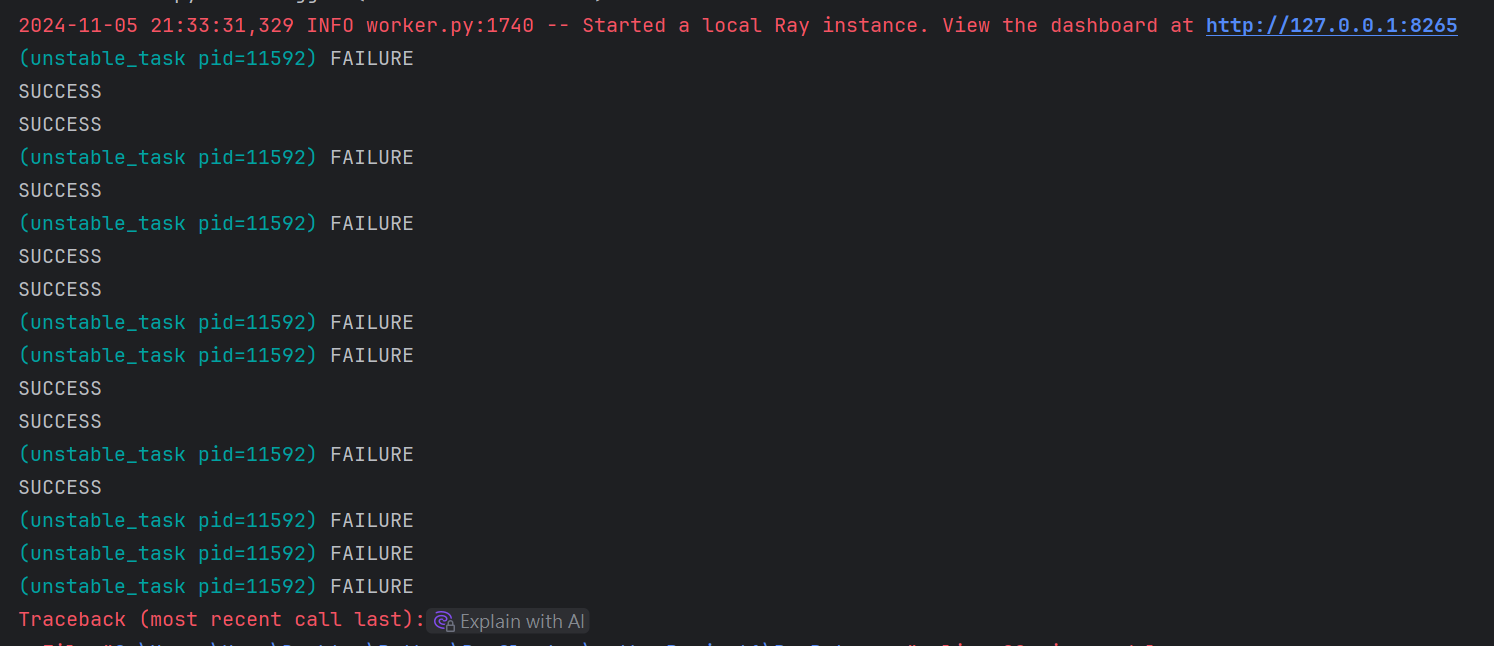 2024-11-05 21:33:31,329 INFO worker.py:1740 -- Started a local Ray instance. View the dashboard at http://127.0.0.1:8265
(unstable_task pid=11592) FAILURE
SUCCESS
SUCCESS
(unstable_task pid=11592) FAILURE
SUCCESS
(unstable_task pid=11592) FAILURE
SUCCESS
SUCCESS
(unstable_task pid=11592) FAILURE
(unstable_task pid=11592) FAILURE
SUCCESS
SUCCESS
(unstable_task pid=11592) FAILURE
SUCCESS
(unstable_task pid=11592) FAILURE
(unstable_task pid=11592) FAILURE
(unstable_task pid=11592) FAILURE
Traceback (most recent call last): Explain with AI